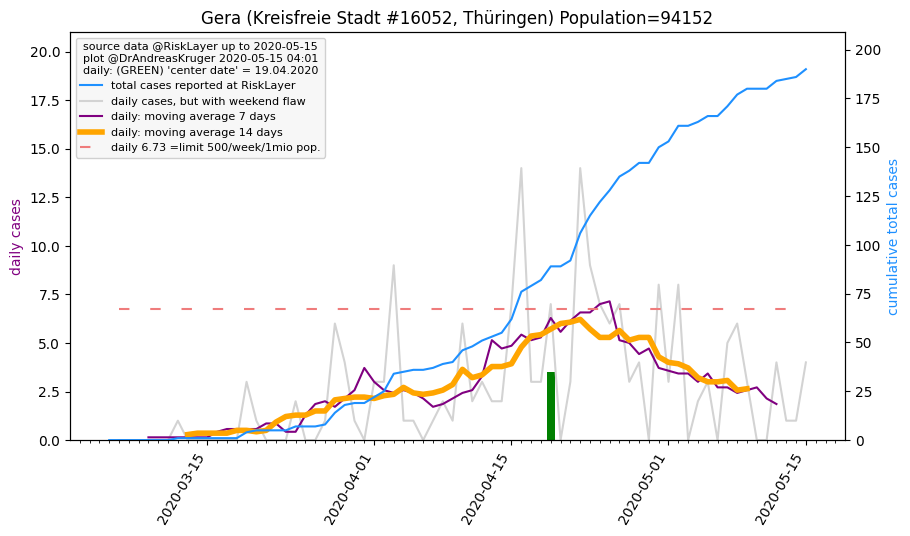 Gera (Kreisfreie Stadt #16052, Thüringen) Population=94152
source data @RiskLayer up to 2020-05-15
plot @DrAndreasKruger 2020-05-15 04:01
daily: (GREEN) 'center date' = 19.04.2020
total cases reported at RiskLayer
daily cases, but with weekend flaw
daily: moving average 7 days
daily: moving average 14 days
daily 6.73 =limit 500/week/1mio pop.
daily cases
20.0
17.5
15.0
12.5
10.0
7.5
5.0
2.5
0.0
200
175
150
125
100
75
50
25
0
cumulative total cases
2020-03-15
2020-04-01
2020-04-15
2020-05-01
2020-05-15